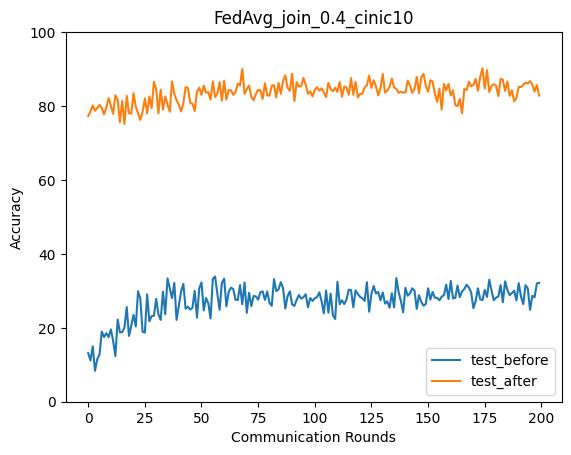 FedAvg_join_0.4_cinic10
100
80
60
40
20
0
Accuracy
0 25 50 75 100 125 150 175 200
Communication Rounds
test_before
test_after